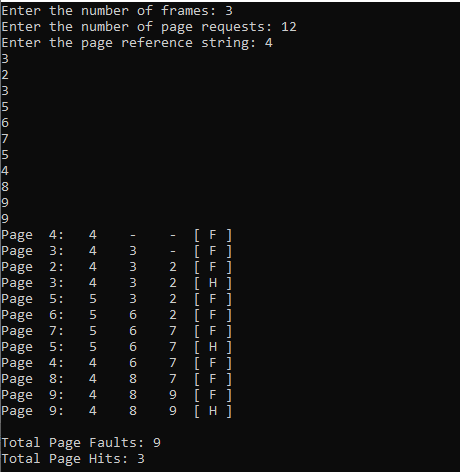 Enter the number of frames: 3
Enter the number of page requests: 12
Enter the page reference string: 4
3
2
3
5
6
7
5
4
8
9
9
Page  4:   4    -    -  [ F ]
Page  3:   4    3    -  [ F ]
Page  2:   4    3    2  [ F ]
Page  3:   4    3    2  [ H ]
Page  5:   5    3    2  [ F ]
Page  6:   5    6    2  [ F ]
Page  7:   5    6    7  [ F ]
Page  5:   5    6    7  [ H ]
Page  4:   4    6    7  [ F ]
Page  8:   4    8    7  [ F ]
Page  9:   4    8    9  [ F ]
Page  9:   4    8    9  [ H ]
Total Page Faults: 9
Total Page Hits: 3